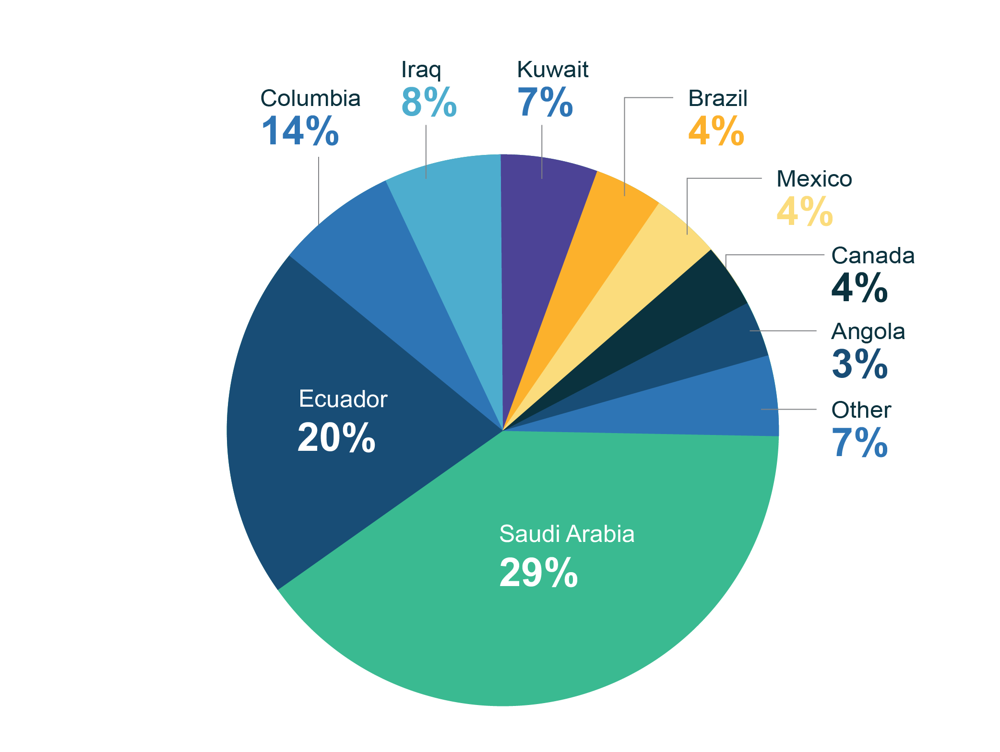 Iraq
8%
Kuwait
7%
Columbia
14%
Brazil
4%
Mexico
4%
Canada
4%
Angola
3%
Other
7%
Ecuador
20%
Saudi Arabia
29%